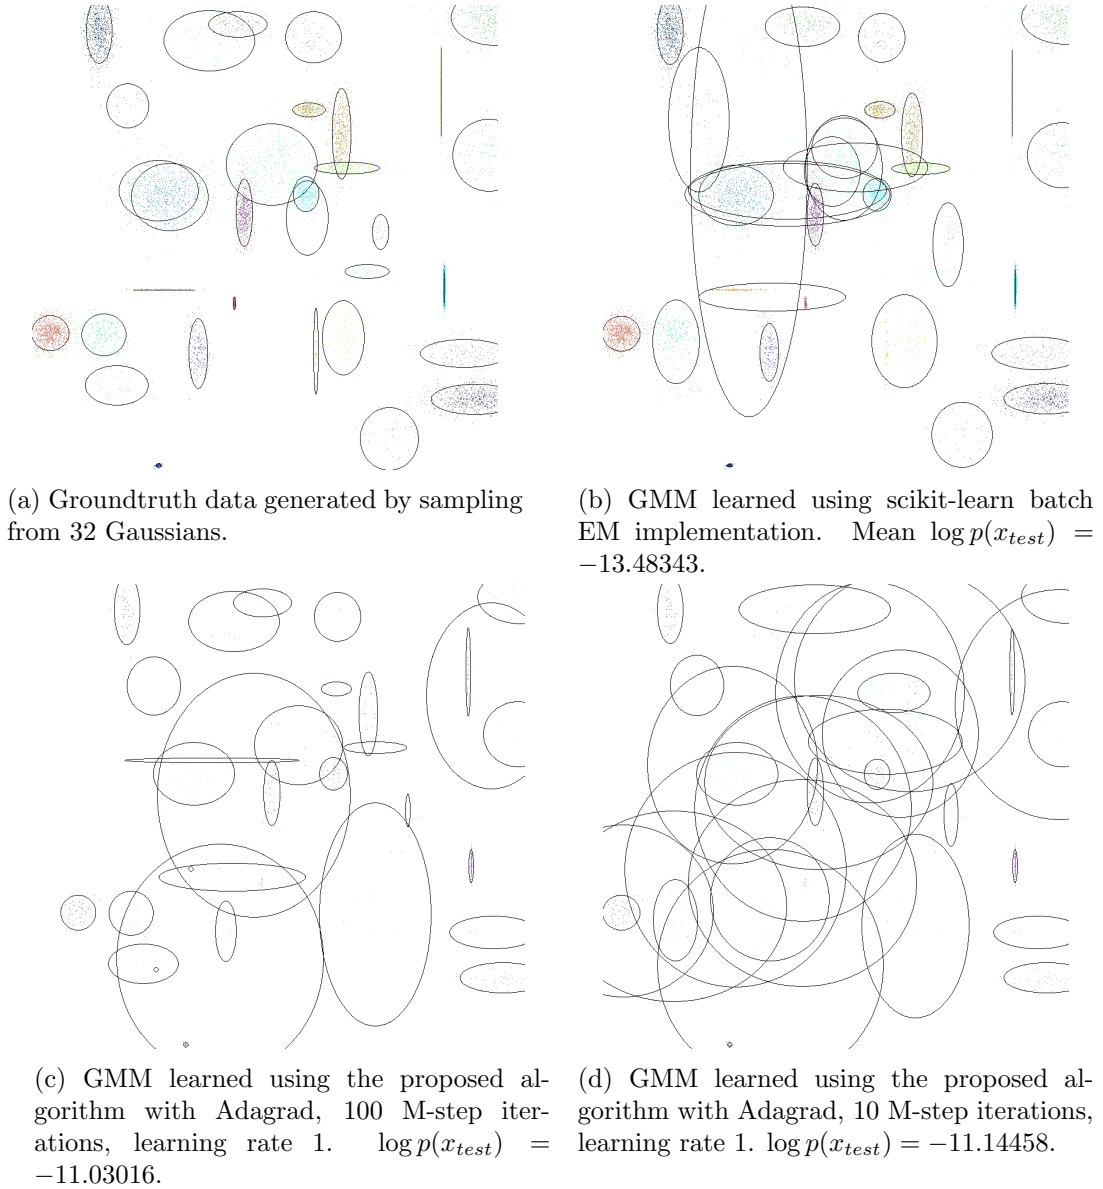 (a) Groundtruth data generated by sampling
from 32 Gaussians.
(b) GMM learned using scikit-learn batch
EM implementation. Mean log p(x_test) =
−13.48343.
(c) GMM learned using the proposed al-
gorithm with Adagrad, 100 M-step iter-
ations, learning rate 1. log p(x_test) =
−11.03016.
(d) GMM learned using the proposed al-
gorithm with Adagrad, 10 M-step iterations,
learning rate 1. log p(x_test) = −11.14458.